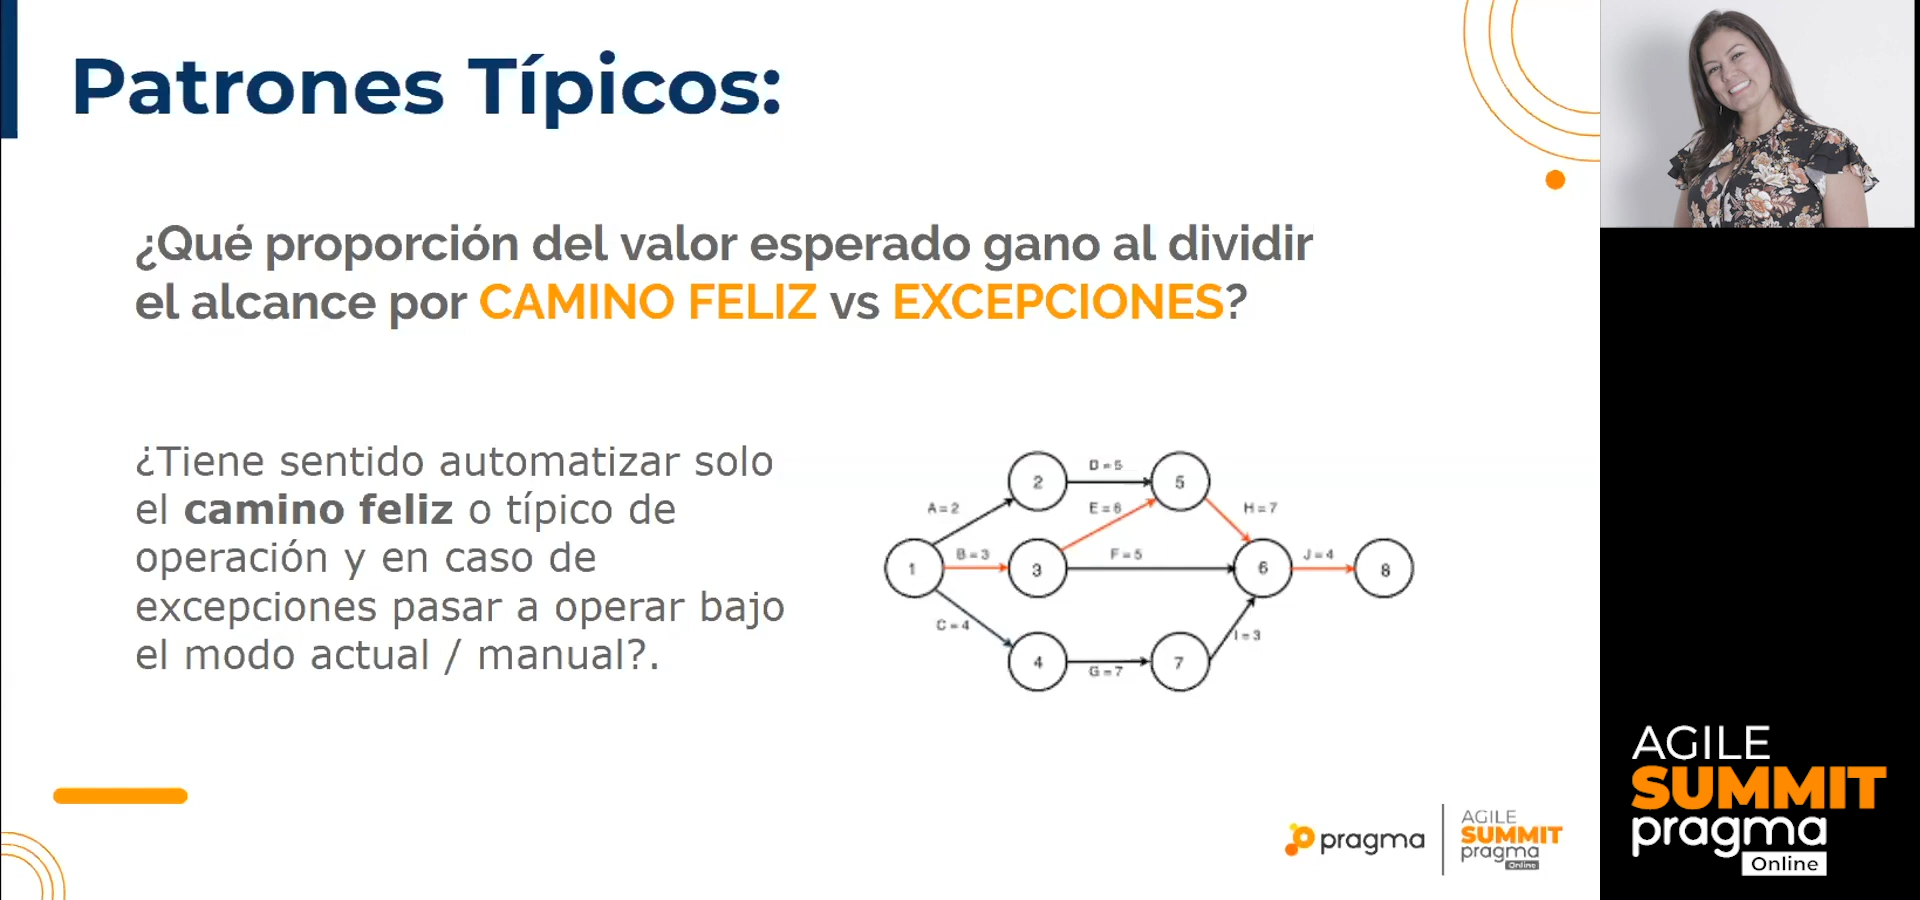 Patrones Típicos:
¿Qué proporción del valor esperado gano al dividir
el alcance por CAMINO FELIZ vs EXCEPCIONES?
¿Tiene sentido automatizar solo
el camino feliz o típico de
operación y en caso de
excepciones pasar a operar bajo
el modo actual / manual?.
2
D=5
5
A=2
E=6
H=7
1
B=3
3
F=5
6
J=4
8
C=4
I=3
4
G=7
7
pragma
AGILE
SUMMIT
pragma
Online
AGILE
SUMMIT
pragma
Online